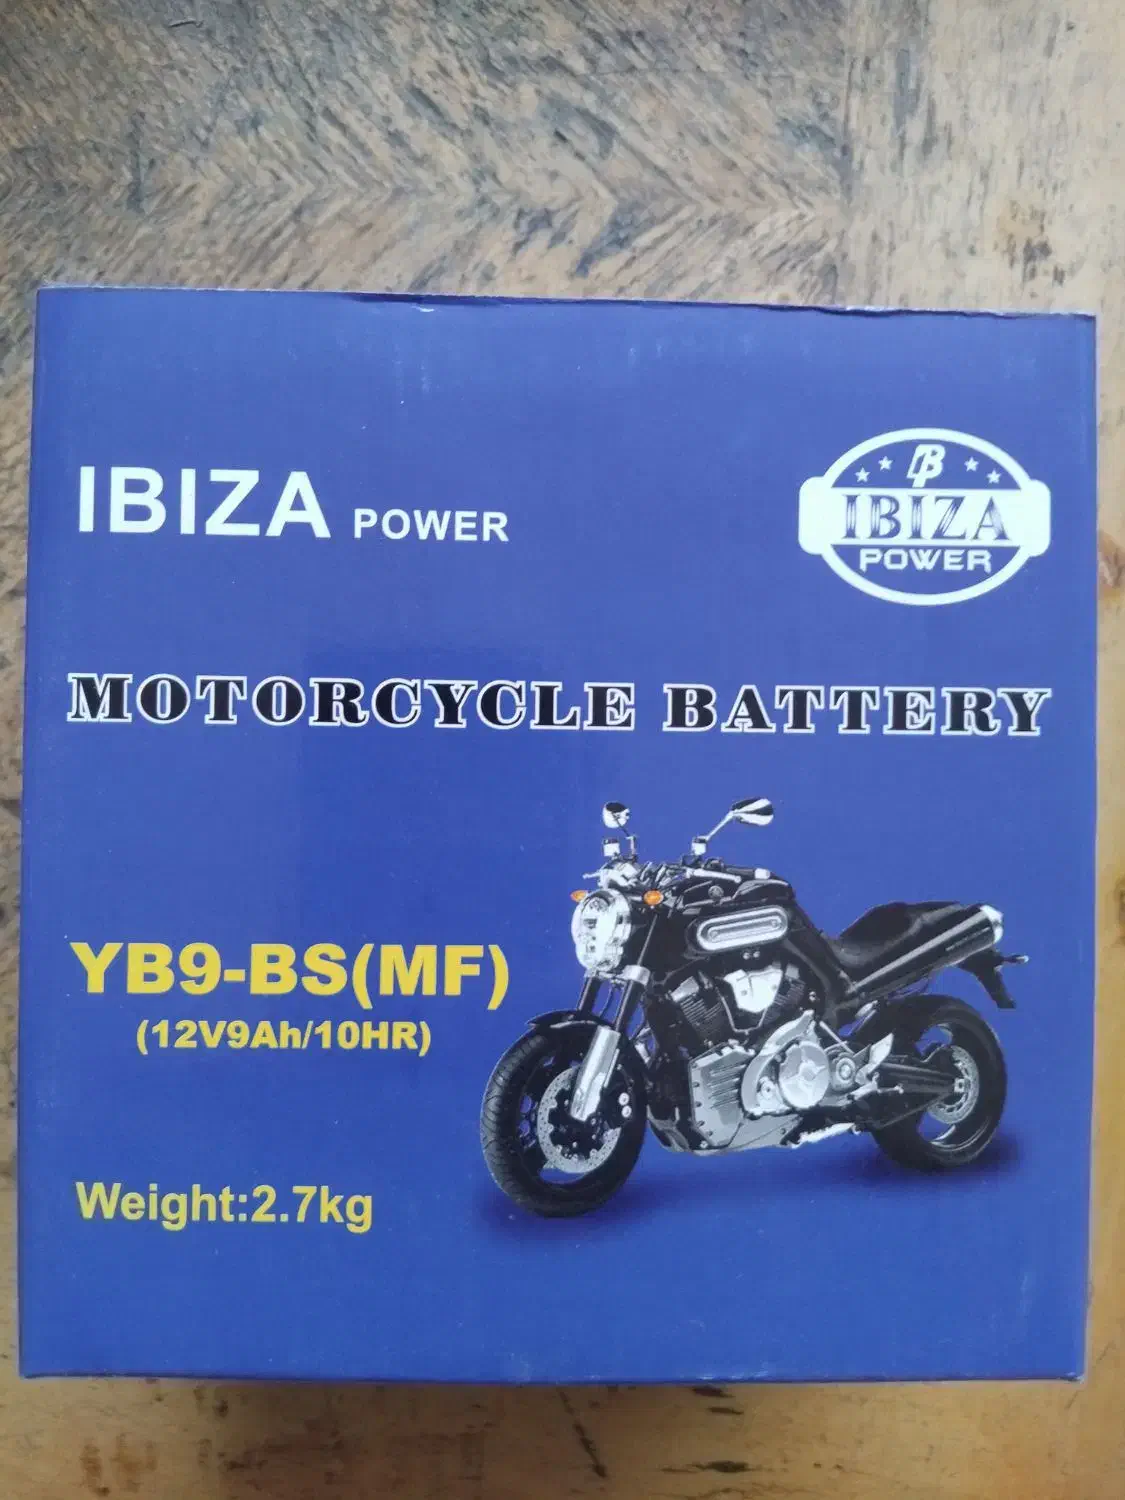 IBIZA POWER
IBIZA
POWER
MOTORCYCLE BATTERY
YB9-BS(MF)
(12V9Ah/10HR)
Weight:2.7kg